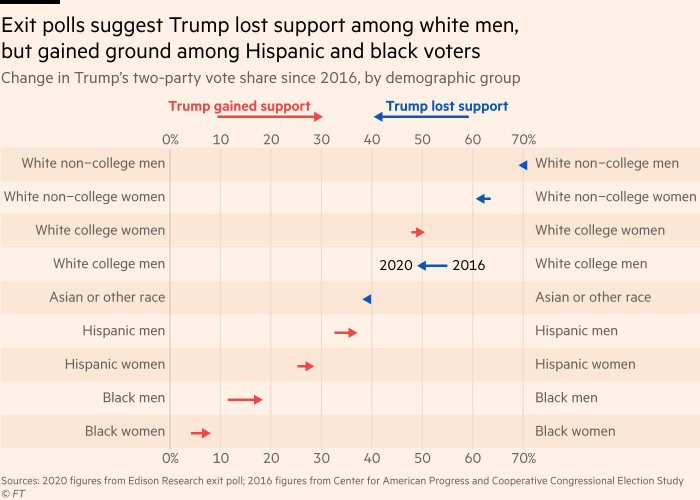 Exit polls suggest Trump lost support among white men,
but gained ground among Hispanic and black voters
Change in Trump's two-party vote share since 2016, by demographic group
Trump gained support Trump lost support
0% 10 20 30 40 50 60 70%
White non-college men White non-college men
White non-college women White non-college women
White college women White college women
White college men 2020 2016 White college men
Asian or other race Asian or other race
Hispanic men Hispanic men
Hispanic women Hispanic women
Black men Black men
Black women Black women
0% 10 20 30 40 50 60 70%
Sources: 2020 figures from Edison Research exit poll; 2016 figures from Center for American Progress and Cooperative Congressional Election Study
© FT